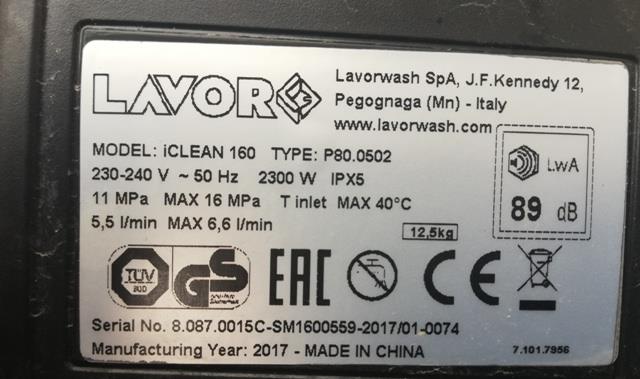 LAVOR
Lavorwash SpA, J.F.Kennedy 12,
Pegognaga (Mn) - Italy
www.lavorwash.com
MODEL: iCLEAN 160 TYPE: P80.0502
230-240 V ~ 50 Hz 2300 W IPX5
11 MPa MAX 16 MPa T inlet MAX 40°C
5,5 l/min MAX 6,6 l/min
12,5kg
LwA
89 dB
TÜV
GS
EAC
CE
Serial No. 8.087.0015C-SM1600559-2017/01-0074
Manufacturing Year: 2017 - MADE IN CHINA
7.101.7956